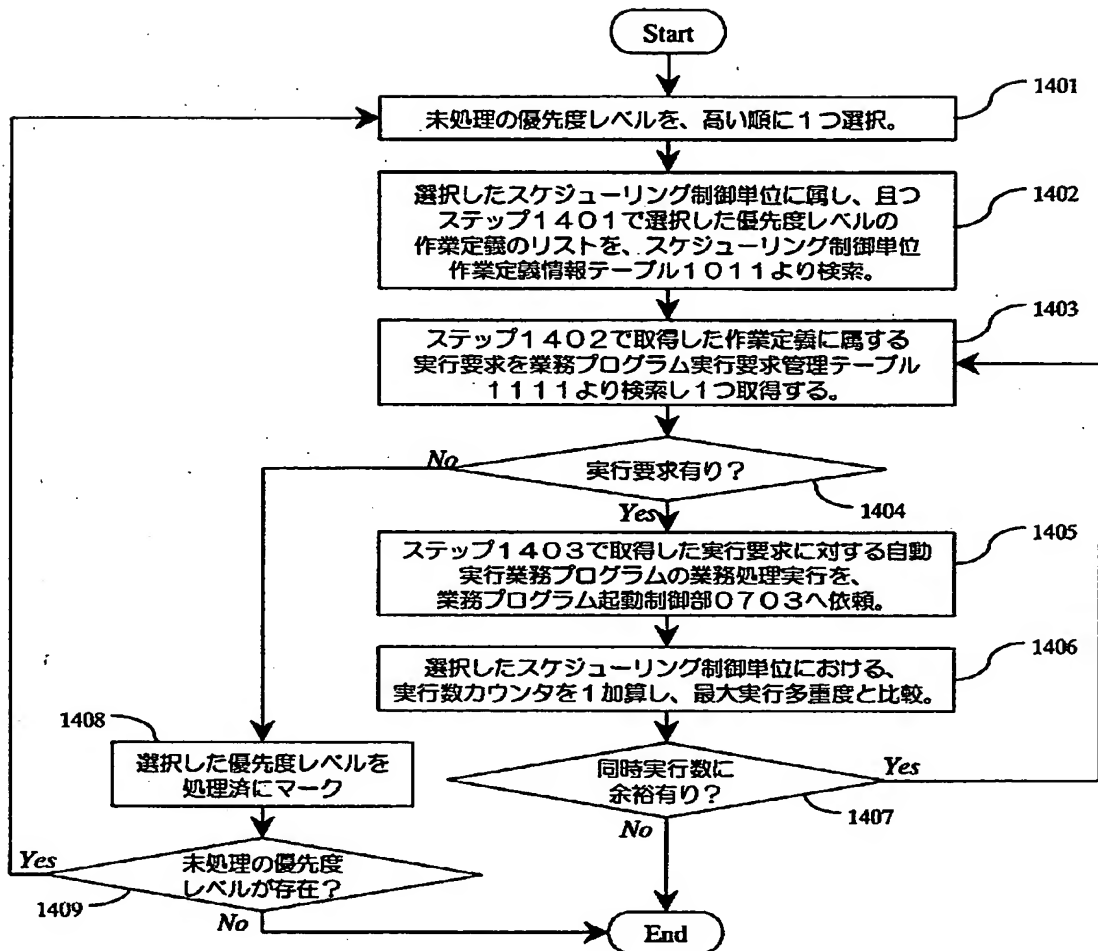 Start
1401
未処理の優先度レベルを、高い順に１つ選択。
1402
選択したスケジューリング制御単位に属し、且つ
ステップ１４０１で選択した優先度レベルの
作業定義のリストを、スケジューリング制御単位
作業定義情報テーブル１０１１より検索。
1403
ステップ１４０２で取得した作業定義に属する
実行要求を業務プログラム実行要求管理テーブル
１１１１より検索し１つ取得する。
No
実行要求有り？
1404
Yes
1405
ステップ１４０３で取得した実行要求に対する自動
実行業務プログラムの業務処理実行を、
業務プログラム起動制御部０７０３へ依頼。
1406
選択したスケジューリング制御単位における、
実行数カウンタを１加算し、最大実行多重度と比較。
1408
選択した優先度レベルを
処理済にマーク
同時実行数に
余裕有り？
Yes
1407
No
Yes
未処理の優先度
レベルが存在？
1409
No
End